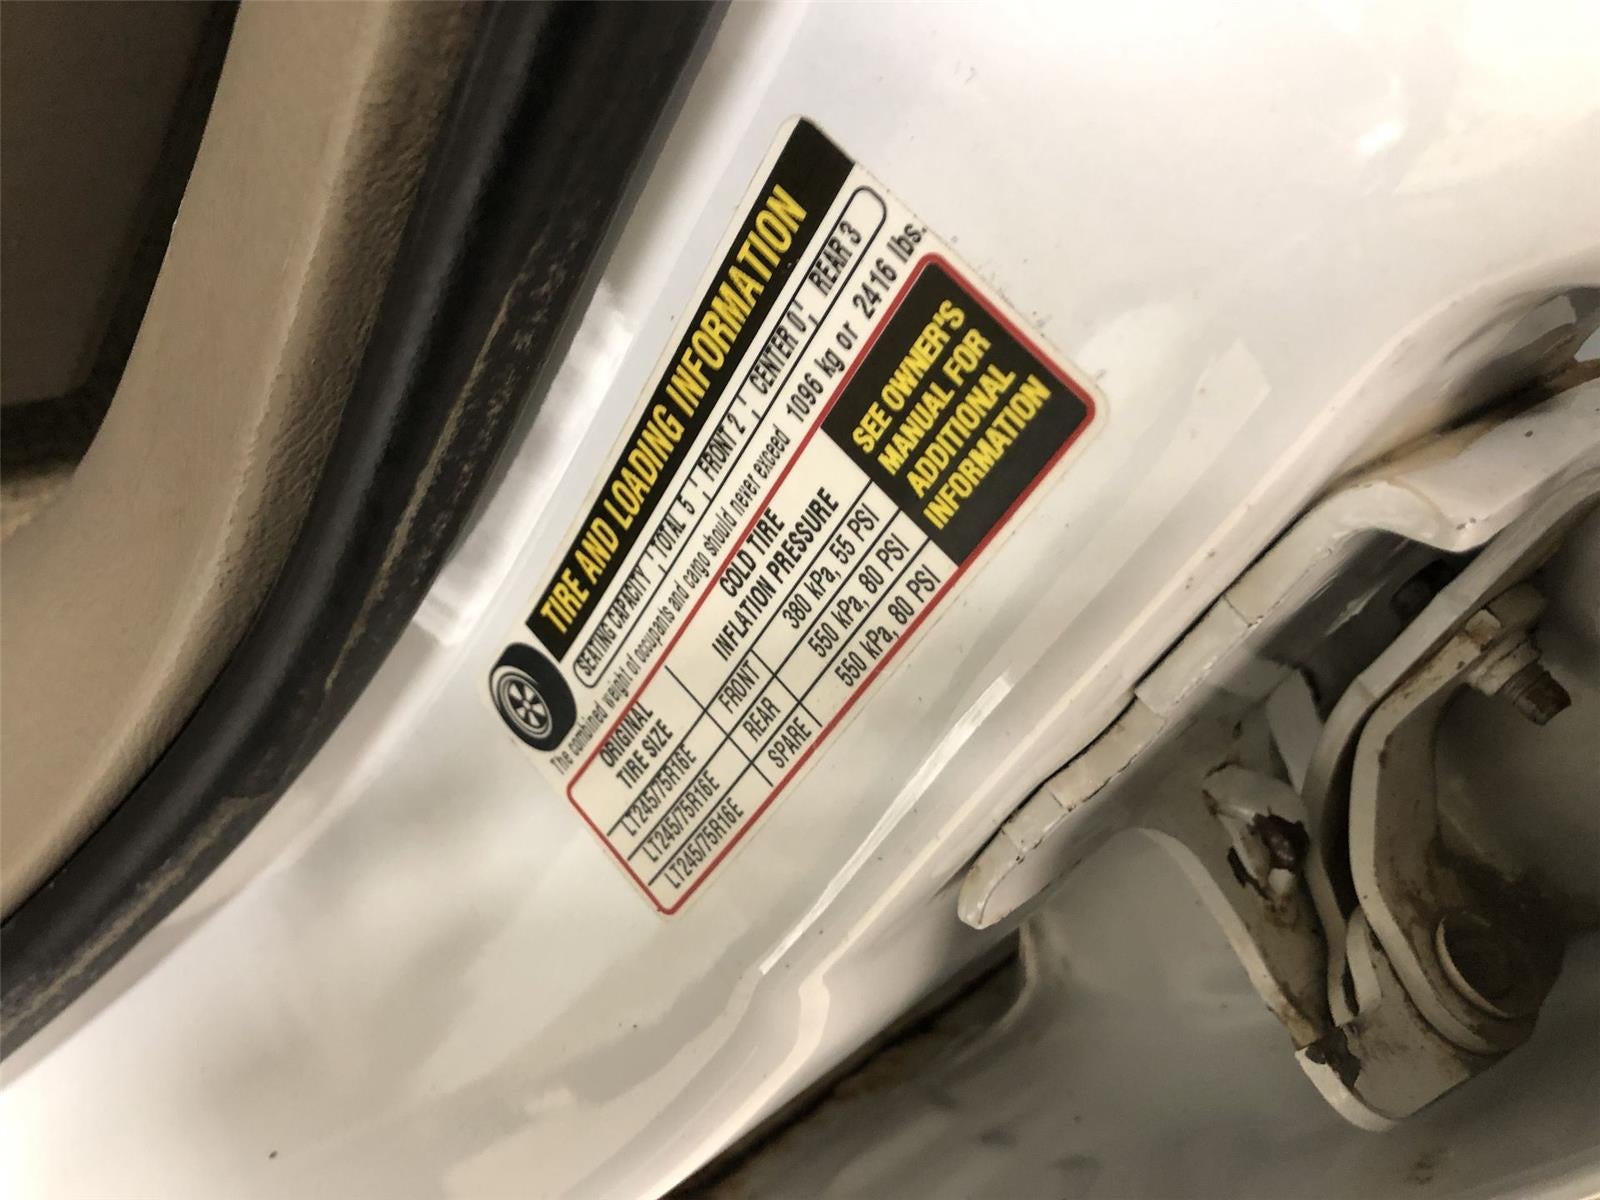 TIRE AND LOADING INFORMATION
SEATING CAPACITY TOTAL 5 FRONT 2 CENTER 0 REAR 3
The combined weight of occupants and cargo should never exceed 1096 kg or 2416 lbs.
ORIGINAL TIRE SIZE
COLD TIRE INFLATION PRESSURE
LT245/75R16E FRONT 380 kPa, 55 PSI
LT245/75R16E REAR 550 kPa, 80 PSI
LT245/75R16E SPARE 550 kPa, 80 PSI
SEE OWNER'S
MANUAL FOR
ADDITIONAL
INFORMATION